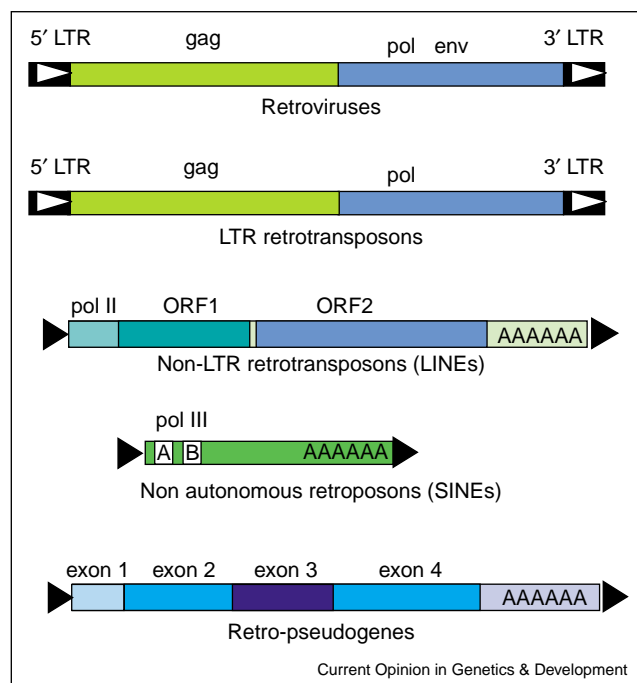 5′ LTR gag pol env 3′ LTR
Retroviruses
5′ LTR gag pol 3′ LTR
LTR retrotransposons
pol II ORF1 ORF2
AAAAAA
Non-LTR retrotransposons (LINEs)
pol III
A B AAAAAA
Non autonomous retroposons (SINEs)
exon 1 exon 2 exon 3 exon 4
AAAAAA
Retro-pseudogenes
Current Opinion in Genetics & Development